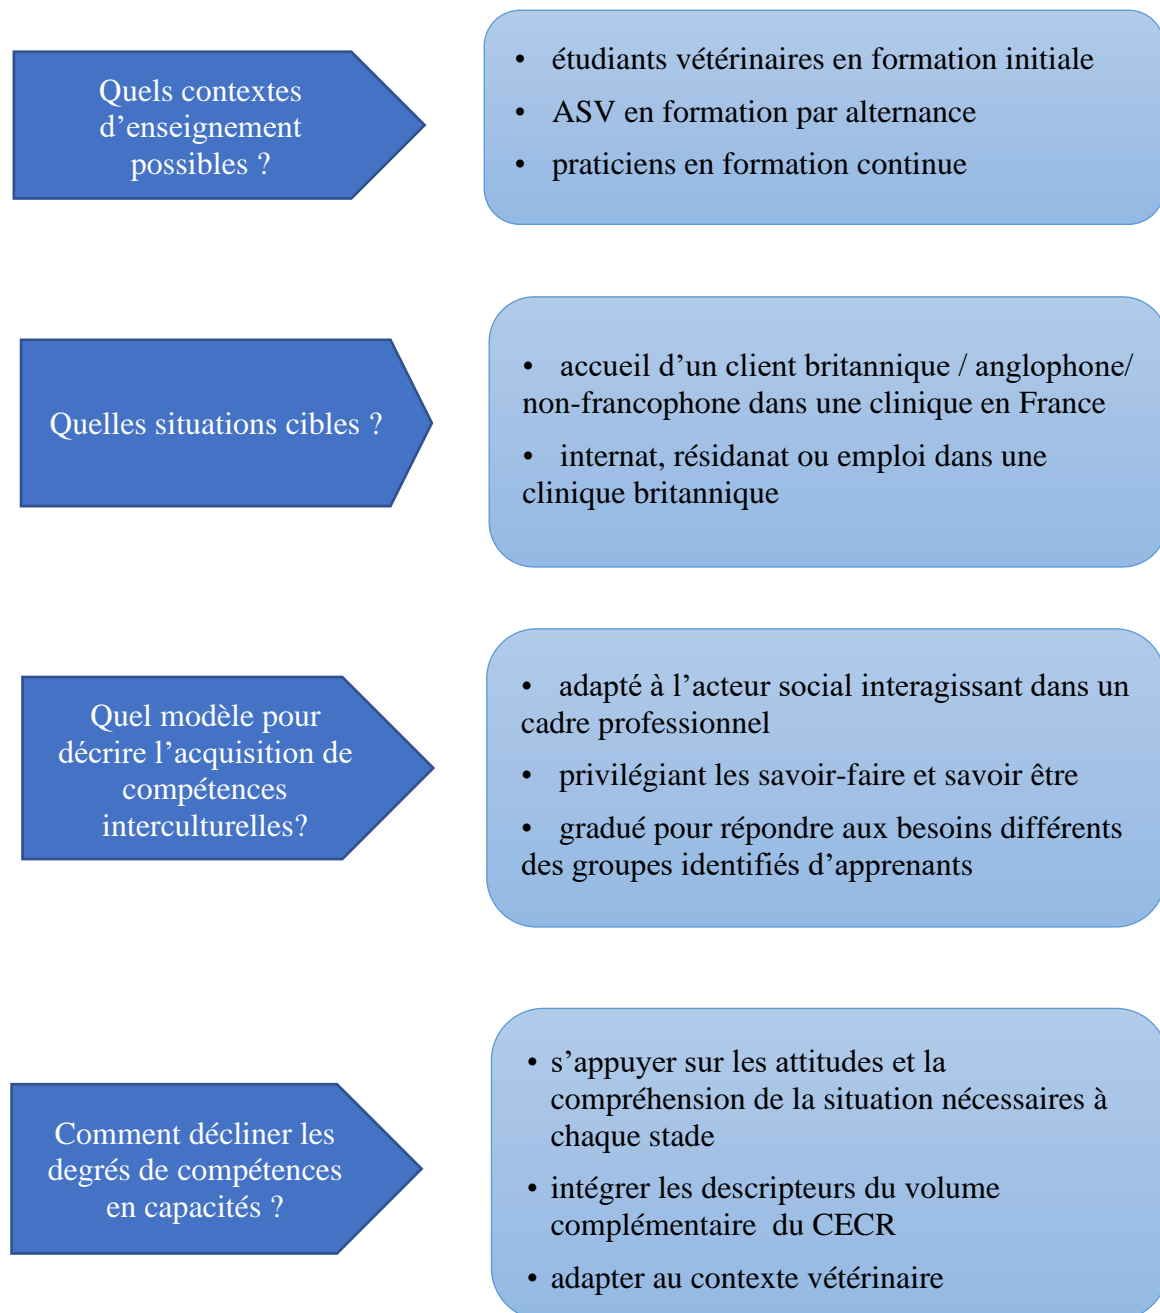 Quels contextes
d’enseignement
possibles ?
• étudiants vétérinaires en formation initiale
• ASV en formation par alternance
• praticiens en formation continue
Quelles situations cibles ?
• accueil d’un client britannique / anglophone/
non-francophone dans une clinique en France
• internat, résidanat ou emploi dans une
clinique britannique
Quel modèle pour
décrire l’acquisition de
compétences
interculturelles?
• adapté à l’acteur social interagissant dans un
cadre professionnel
• privilégiant les savoir-faire et savoir être
• gradué pour répondre aux besoins différents
des groupes identifiés d’apprenants
Comment décliner les
degrés de compétences
en capacités ?
• s’appuyer sur les attitudes et la
compréhension de la situation nécessaires à
chaque stade
• intégrer les descripteurs du volume
complémentaire du CECR
• adapter au contexte vétérinaire